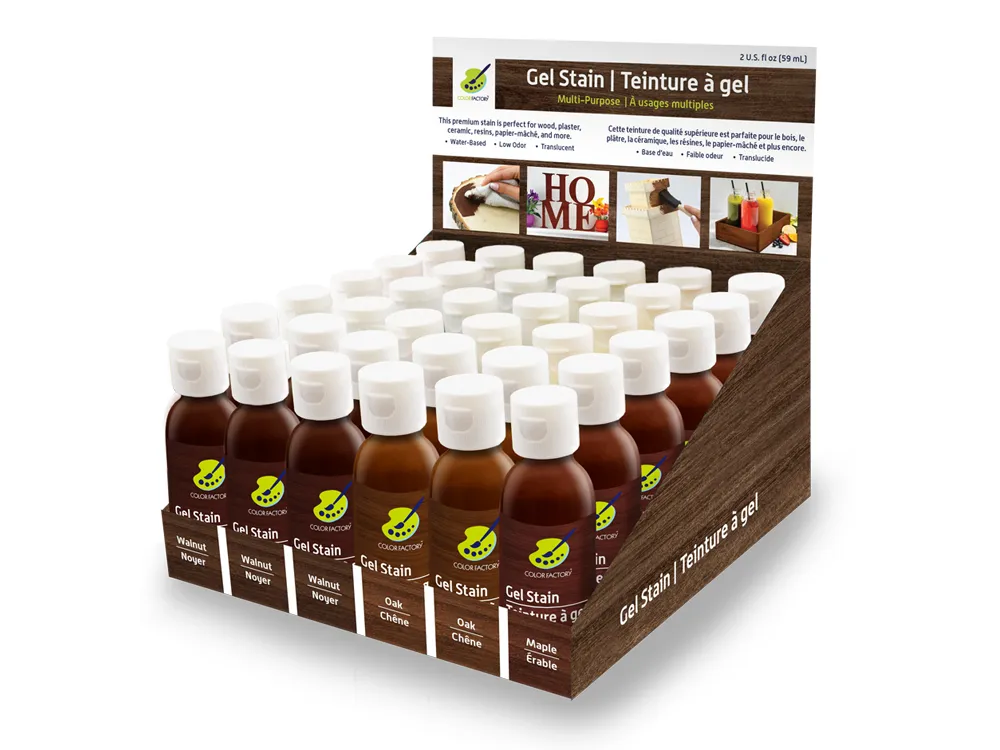 2 U.S. fl oz (59 mL)
COLOR FACTORY
Gel Stain | Teinture à gel
Multi-Purpose | À usages multiples
This premium stain is perfect for wood, plaster,
ceramic, resins, papier-mâché, and more.
• Water-Based • Low Odor • Translucent
Cette teinture de qualité supérieure est parfaite pour le bois, le
plâtre, la céramique, les résines, le papier-mâché et plus encore.
• Base d'eau • Faible odeur • Translucide
HO
ME
COLOR FACTORY
Gel Stain
Walnut
Noyer
COLOR FACTORY
Gel Stain
Walnut
Noyer
COLOR FACTORY
Gel Stain
Walnut
Noyer
COLOR FACTORY
Gel Stain
Oak
Chêne
COLOR FACTORY
Gel Stain
Oak
Chêne
COLOR FACTORY
Gel Stain
Teinture à gel
Maple
Érable
Gel Stain | Teinture à gel